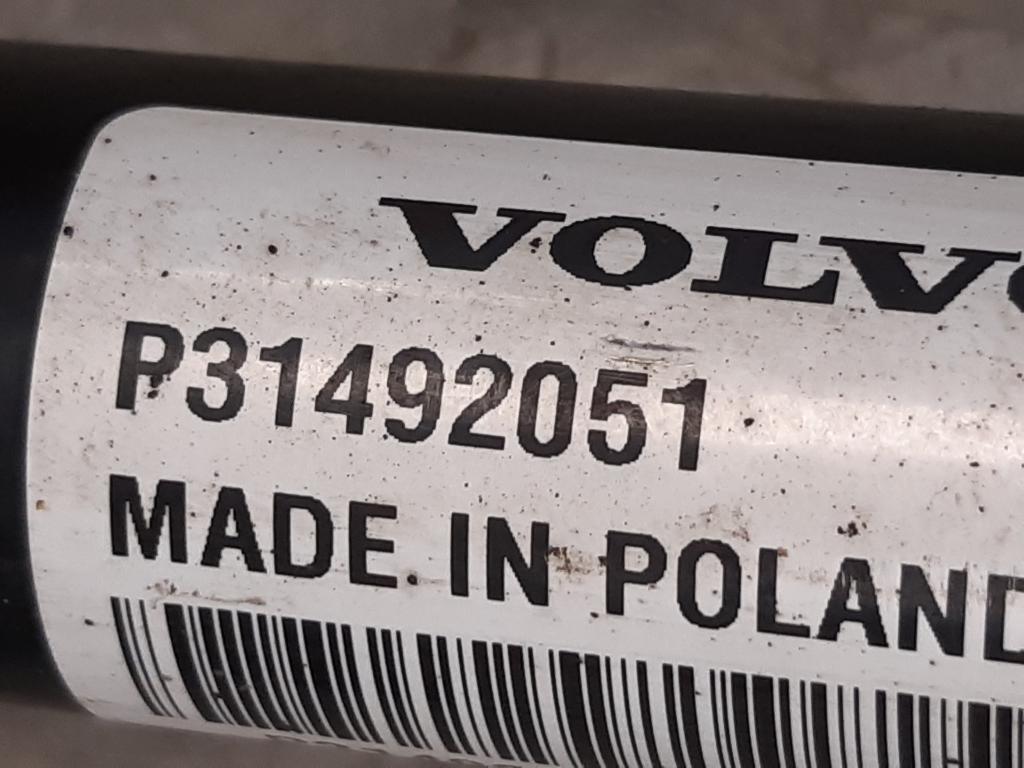 VOLVO
P31492051
MADE IN POLAND